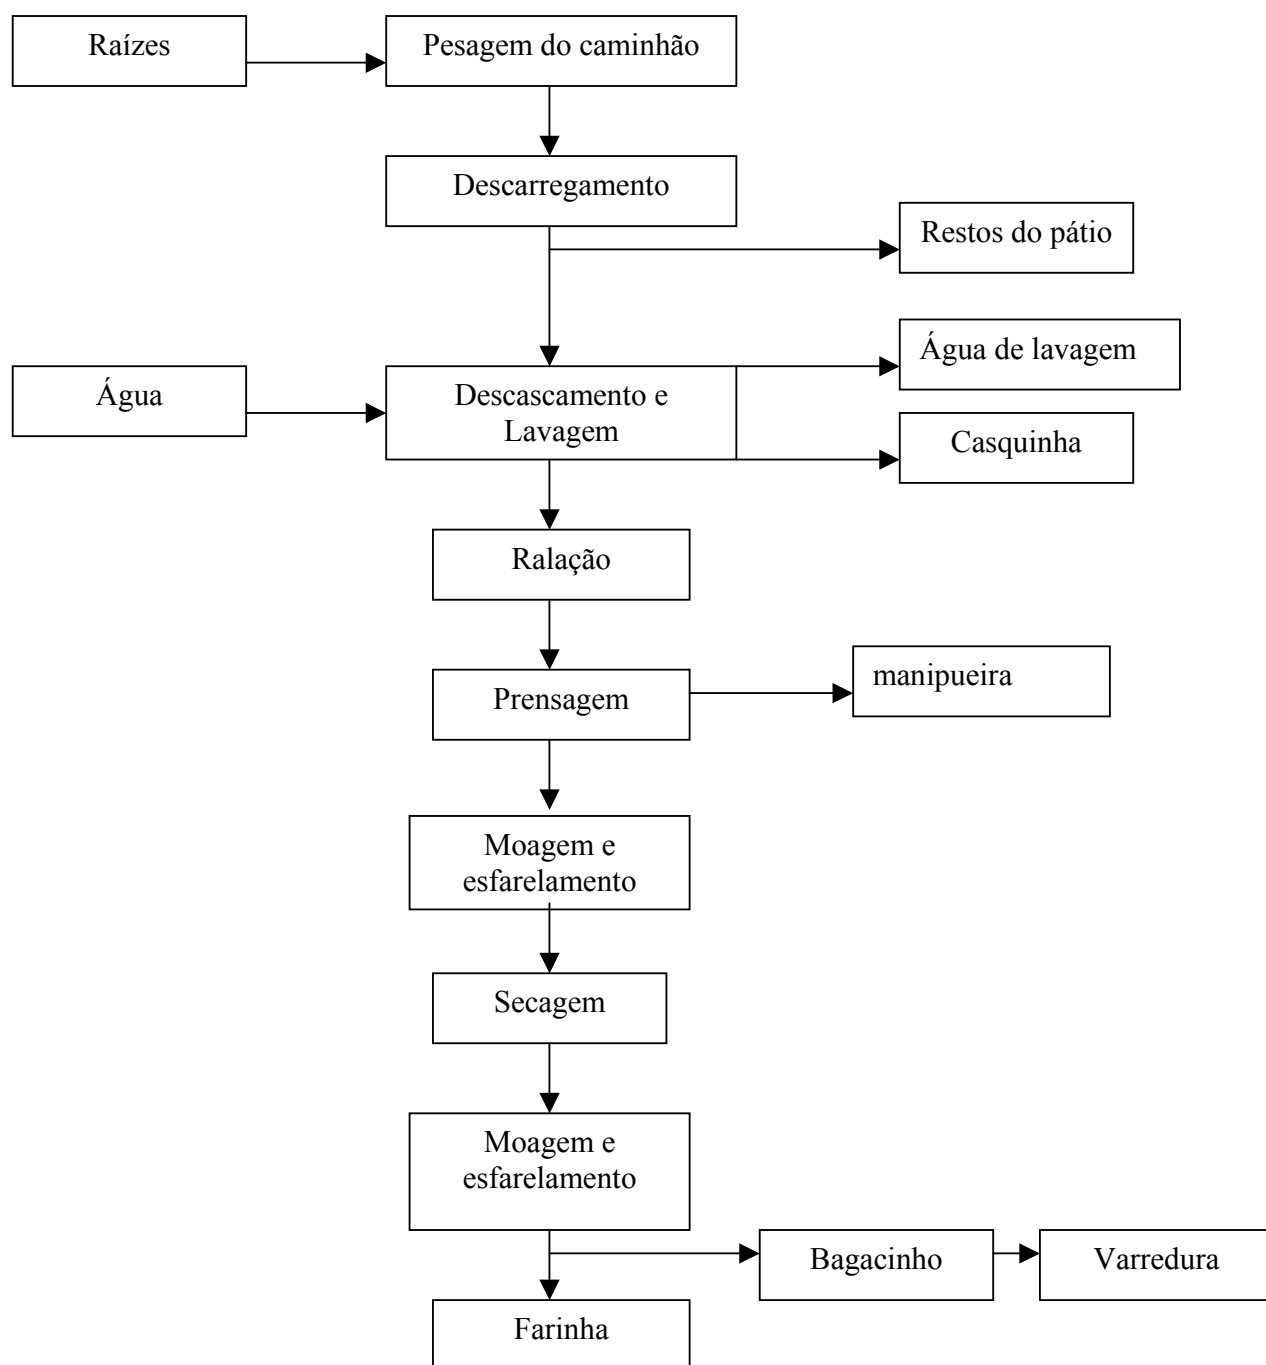 Raízes
Pesagem do caminhão
Descarregamento
Restos do pátio
Água de lavagem
Água
Descascamento e
Lavagem
Casquinha
Ralação
Prensagem
manipueira
Moagem e
esfarelamento
Secagem
Moagem e
esfarelamento
Bagacinho
Varredura
Farinha